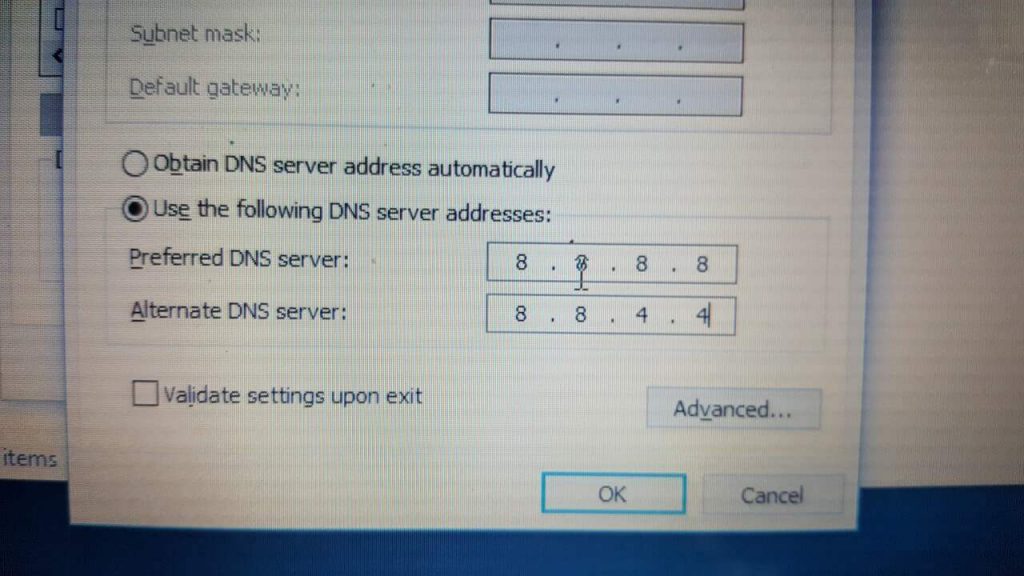 Subnet mask:
. . .
Default gateway:
. . .
Obtain DNS server address automatically
Use the following DNS server addresses:
Preferred DNS server: 8 . 8 . 8 . 8
Alternate DNS server: 8 . 8 . 4 . 4
Validate settings upon exit
Advanced...
items
OK Cancel